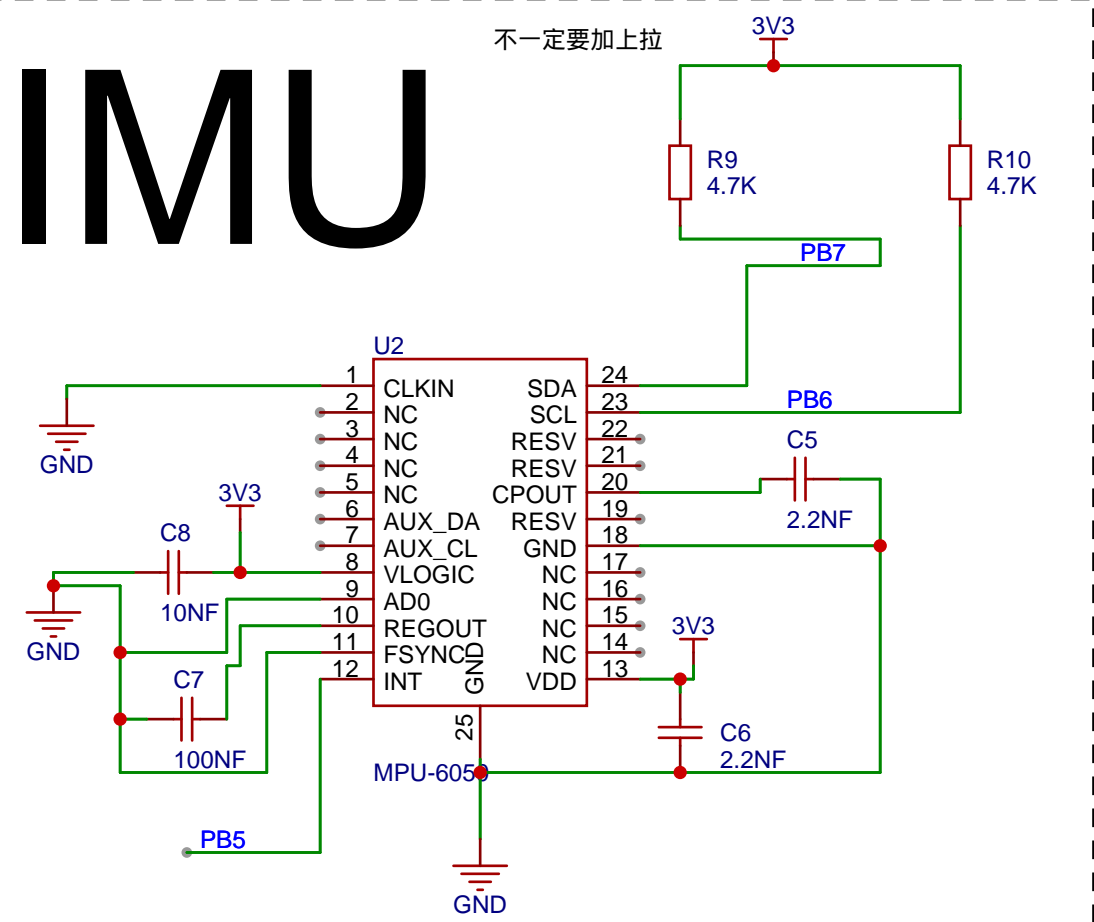 不一定要加上拉
3V3
IMU
R9
4.7K
R10
4.7K
PB7
U2
1 CLKIN SDA 24
2 NC SCL 23
PB6
3 NC RESV 22
4 NC RESV 21
5 NC CPOUT 20
6 AUX_DA RESV 19
7 AUX_CL GND 18
8 VLOGIC NC 17
9 AD0 NC 16
10 REGOUT NC 15
11 FSYNC NC 14
12 INT VDD 13
GND
25
GND
3V3
C8
10NF
GND
C7
100NF
C5
2.2NF
3V3
C6
2.2NF
PB5
GND